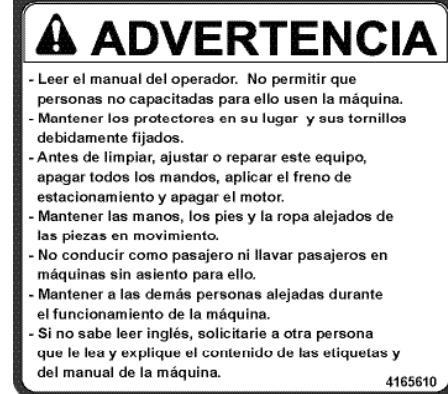 ADVERTENCIA
- Leer el manual del operador. No permitir que
personas no capacitadas para ello usen la máquina.
- Mantener los protectores en su lugar y sus tornillos
debidamente fijados.
- Antes de limpiar, ajustar o reparar este equipo,
apagar todos los mandos, aplicar el freno de
estacionamiento y apagar el motor.
- Mantener las manos, los pies y la ropa alejados de
las piezas en movimiento.
- No conducir como pasajero ni llavar pasajeros en
máquinas sin asiento para ello.
- Mantener a las demás personas alejadas durante
el funcionamiento de la máquina.
- Si no sabe leer inglés, solicitarie a otra persona
que le lea y explique el contenido de las etiquetas y
del manual de la máquina.
4165610